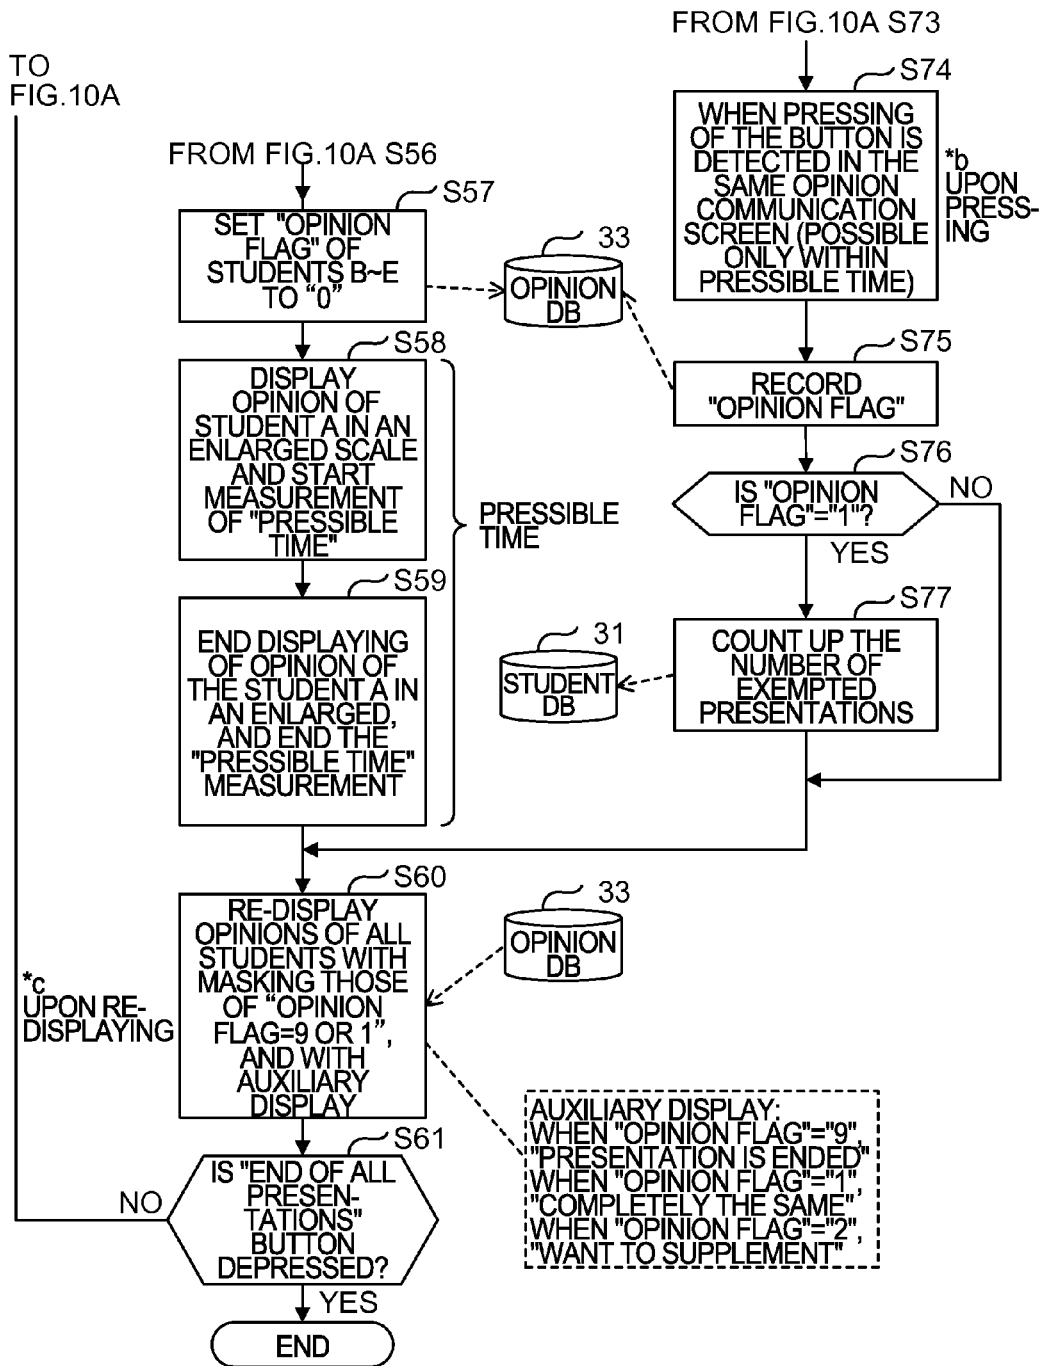 TO
FIG.10A
FROM FIG.10A S56
S57
SET "OPINION
FLAG" OF
STUDENTS B~E
TO “0”
33
OPINION
DB
S58
DISPLAY
OPINION OF
STUDENT A IN AN
ENLARGED SCALE
AND START
MEASUREMENT
OF "PRESSIBLE
TIME"
PRESSIBLE
TIME
S59
END DISPLAYING
OF OPINION OF
THE STUDENT A IN
AN ENLARGED,
AND END THE
"PRESSIBLE TIME"
MEASUREMENT
FROM FIG.10A S73
S74
WHEN PRESSING
OF THE BUTTON IS
DETECTED IN THE
SAME OPINION
COMMUNICATION
SCREEN (POSSIBLE
ONLY WITHIN
PRESSIBLE TIME)
*b
UPON
PRESS-
ING
S75
RECORD
"OPINION FLAG"
S76
IS "OPINION
FLAG"="1"?
NO
YES
S77
COUNT UP THE
NUMBER OF
EXEMPTED
PRESENTATIONS
31
STUDENT
DB
S60
RE-DISPLAY
OPINIONS OF ALL
STUDENTS WITH
MASKING THOSE
OF “OPINION
FLAG=9 OR 1”,
AND WITH
AUXILIARY
DISPLAY
*c
UPON RE-
DISPLAYING
33
OPINION
DB
AUXILIARY DISPLAY:
WHEN "OPINION FLAG"="9",
"PRESENTATION IS ENDED"
WHEN "OPINION FLAG"="1",
"COMPLETELY THE SAME"
WHEN "OPINION FLAG"="2",
"WANT TO SUPPLEMENT"
S61
IS "END OF ALL
PRESEN-
TATIONS"
BUTTON
DEPRESSED?
NO
YES
END